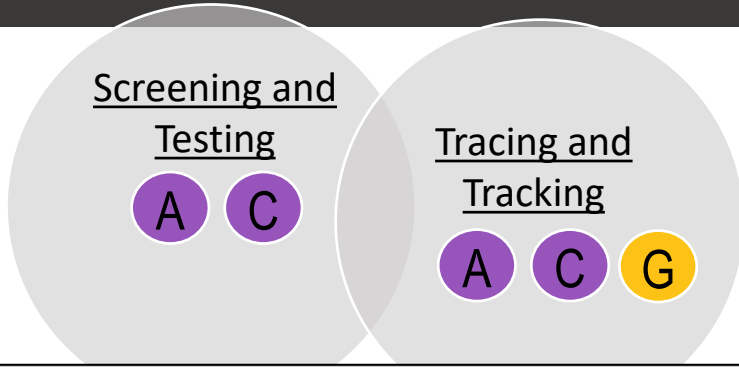 Screening and
Testing
A C
Tracing and
Tracking
A C G